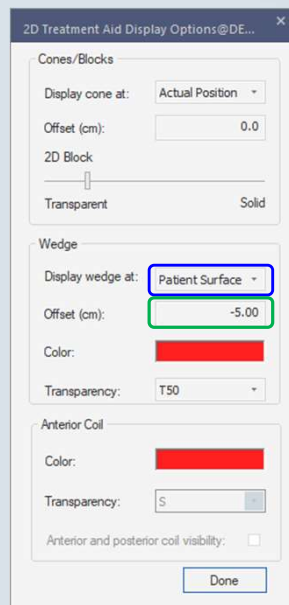 2D Treatment Aid Display Options@DE...
Cones/Blocks
Display cone at: Actual Position
Offset (cm): 0.0
2D Block
Transparent Solid
Wedge
Display wedge at: Patient Surface
Offset (cm): -5.00
Color:
Transparency: T50
Anterior Coil
Color:
Transparency: S
Anterior and posterior coil visibility:
Done